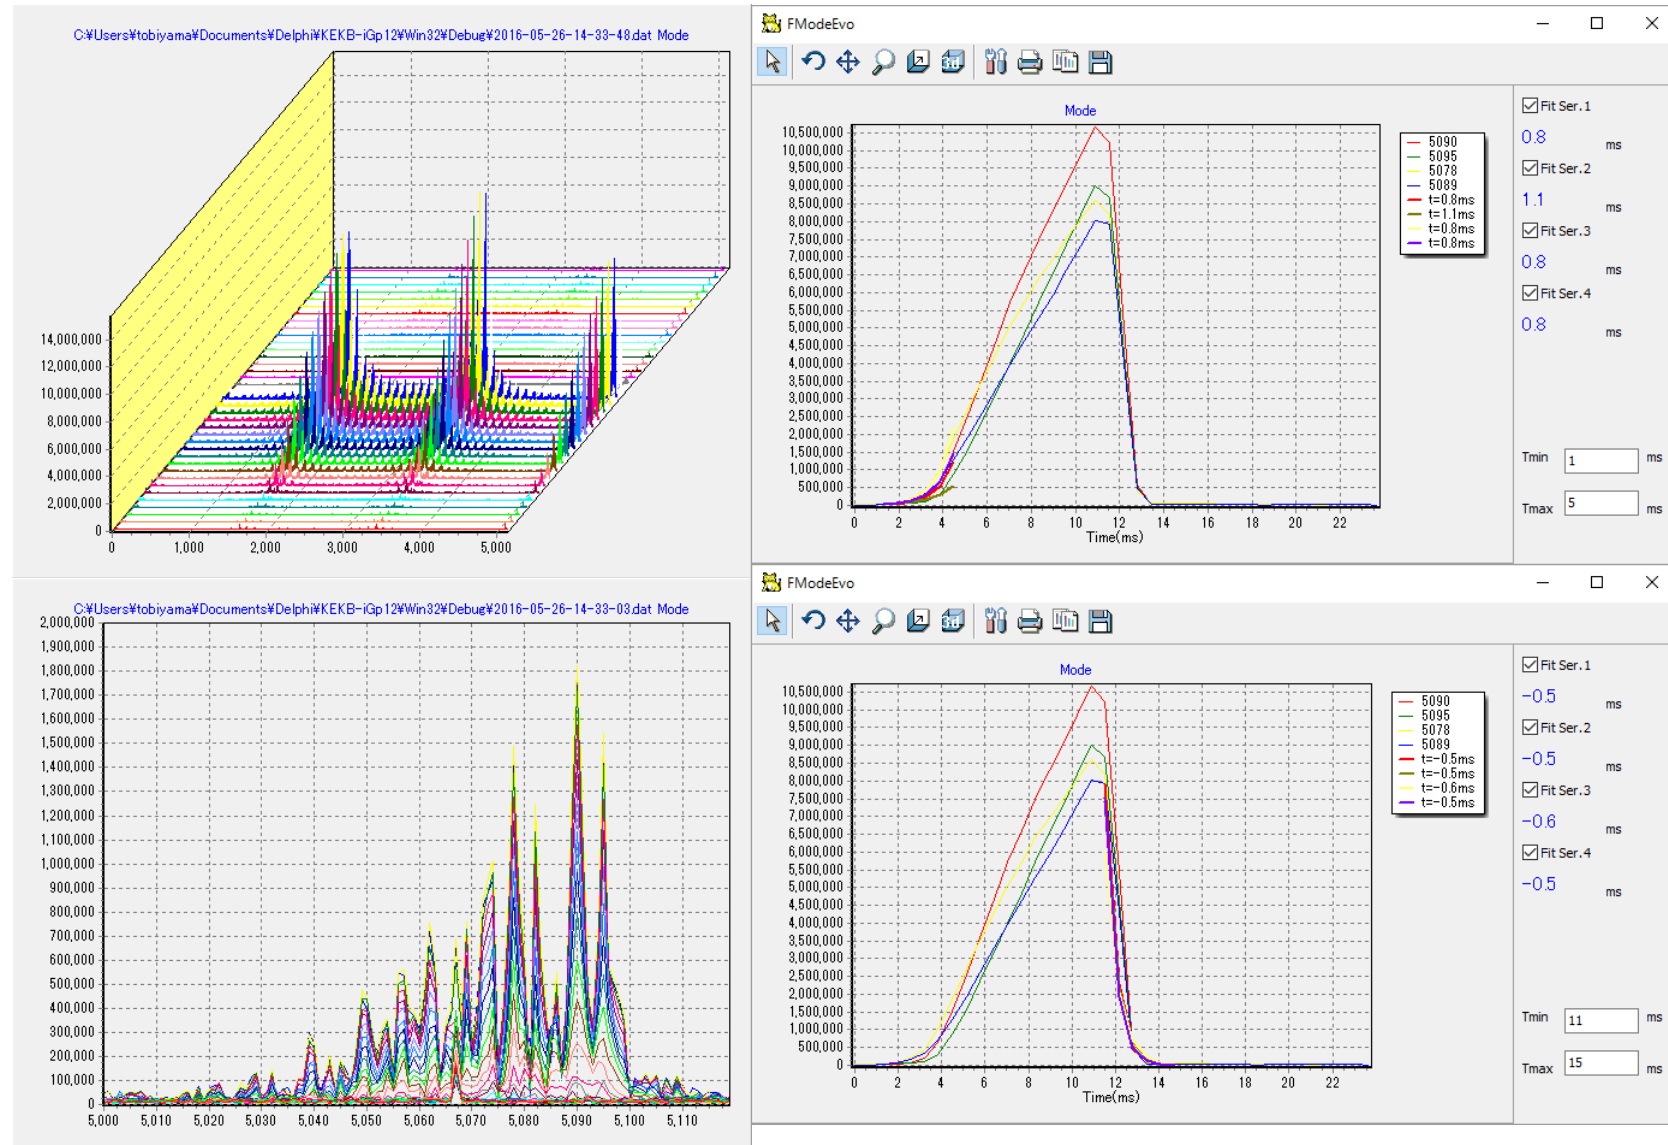 C:¥Users¥tobiyama¥Documents¥Delphi¥KEKB-iGp12¥Win32¥Debug¥2016-05-26-14-33-48.dat Mode
14,000,000
12,000,000
10,000,000
8,000,000
6,000,000
4,000,000
2,000,000
0
0 1,000 2,000 3,000 4,000 5,000
FModeEvo
Mode
10,500,000
10,000,000
9,500,000
9,000,000
8,500,000
8,000,000
7,500,000
7,000,000
6,500,000
6,000,000
5,500,000
5,000,000
4,500,000
4,000,000
3,500,000
3,000,000
2,500,000
2,000,000
1,500,000
1,000,000
500,000
0
0 2 4 6 8 10 12 14 16 18 20 22
Time(ms)
5090
5095
5078
5089
t=0.8ms
t=1.1ms
t=0.8ms
t=0.8ms
Fit Ser.1
0.8 ms
Fit Ser.2
1.1 ms
Fit Ser.3
0.8 ms
Fit Ser.4
0.8 ms
Tmin 1 ms
Tmax 5 ms
C:¥Users¥tobiyama¥Documents¥Delphi¥KEKB-iGp12¥Win32¥Debug¥2016-05-26-14-33-03.dat Mode
2,000,000
1,900,000
1,800,000
1,700,000
1,600,000
1,500,000
1,400,000
1,300,000
1,200,000
1,100,000
1,000,000
900,000
800,000
700,000
600,000
500,000
400,000
300,000
200,000
100,000
0
5,000 5,010 5,020 5,030 5,040 5,050 5,060 5,070 5,080 5,090 5,100 5,110
FModeEvo
Mode
10,500,000
10,000,000
9,500,000
9,000,000
8,500,000
8,000,000
7,500,000
7,000,000
6,500,000
6,000,000
5,500,000
5,000,000
4,500,000
4,000,000
3,500,000
3,000,000
2,500,000
2,000,000
1,500,000
1,000,000
500,000
0
0 2 4 6 8 10 12 14 16 18 20 22
Time(ms)
5090
5095
5078
5089
t=-0.5ms
t=-0.5ms
t=-0.6ms
t=-0.5ms
Fit Ser.1
-0.5 ms
Fit Ser.2
-0.5 ms
Fit Ser.3
-0.6 ms
Fit Ser.4
-0.5 ms
Tmin 11 ms
Tmax 15 ms